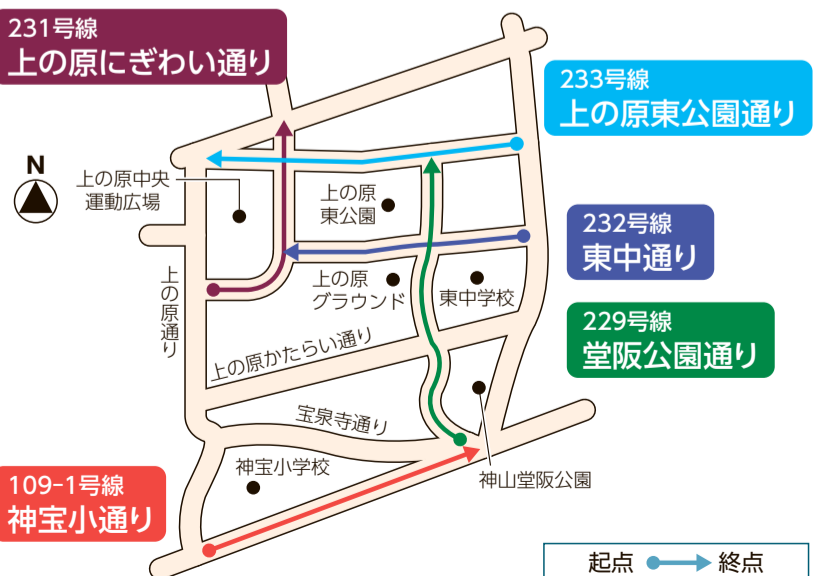 231号線
上の原にぎわい通り
233号線
上の原東公園通り
N
上の原中央
運動広場
上の原
東公園
232号線
東中通り
上の原通り
上の原
グラウンド
東中学校
229号線
堂阪公園通り
上の原かたらい通り
宝泉寺通り
神宝小学校
神山堂阪公園
109-1号線
神宝小通り
起点 終点